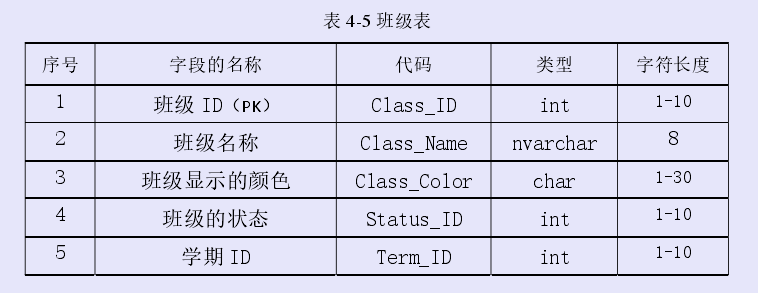 表 4-5 班级表
序号 字段的名称 代码 类型 字符长度
1 班级 ID（PK） Class_ID int 1-10
2 班级名称 Class_Name nvarchar 8
3 班级显示的颜色 Class_Color char 1-30
4 班级的状态 Status_ID int 1-10
5 学期 ID Term_ID int 1-10